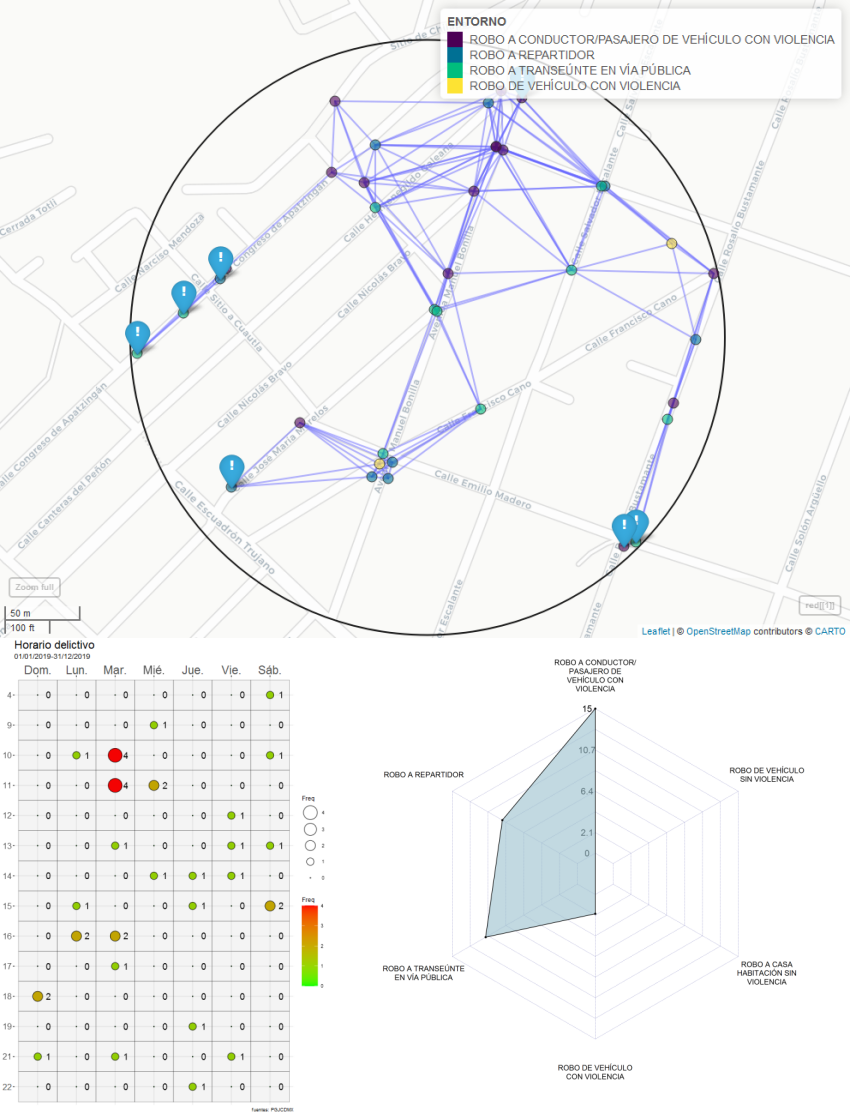 ENTORNO
ROBO A CONDUCTOR/PASAJERO DE VEHÍCULO CON VIOLENCIA
ROBO A REPARTIDOR
ROBO A TRANSEÚNTE EN VÍA PÚBLICA
ROBO DE VEHÍCULO CON VIOLENCIA
Sitio de
Calle Rosalío Bustamante
Cerrada Totli
Calle Narciso Mendoza
Congreso de Apatzingán
Calle Sitio a Cuautla
Calle Nicolás Bravo
Avenida Manuel Bonilla
Calle Salvador
Calle Rosalío Bustamante
Calle Francisco Cano
Calle Nicolás Bravo
Calle Congreso de Apatzingán
Calle José María Morelos
Manuel Bonilla
Calle Canteras del Peñón
Calle Escuadrón Trujano
Calle Emilio Madero
Bustamante
Calle Solón Argüello
Escalante
Zoom full
50 m
100 ft
red[[1]]
Leaflet | © OpenStreetMap contributors © CARTO
Horario delictivo
01/01/2019-31/12/2019
Dom. Lun. Mar. Mié. Jue. Vie. Sáb.
4 0 0 0 0 0 0 1
9 0 0 0 1 0 0 0
10 0 1 4 0 0 0 1
11 0 0 4 2 0 0 0
12 0 0 0 0 0 1 0
13 0 0 1 0 0 1 1
14 0 0 0 1 1 1 0
15 0 1 0 0 1 0 2
16 0 2 2 0 0 0 0
17 0 0 1 0 0 0 0
18 2 0 0 0 0 0 0
19 0 0 0 0 1 0 0
21 1 0 1 0 0 1 0
22 0 0 0 0 1 0 0
Freq
4
3
2
1
0
Freq
4
3
2
1
0
fuentes: PGJCDMX
ROBO A CONDUCTOR/
PASAJERO DE
VEHÍCULO CON
VIOLENCIA
15
10,7
6.4
2.1
0
ROBO A REPARTIDOR
ROBO DE VEHÍCULO
SIN VIOLENCIA
ROBO A TRANSEÚNTE
EN VÍA PÚBLICA
ROBO A CASA
HABITACIÓN SIN
VIOLENCIA
ROBO DE VEHÍCULO
CON VIOLENCIA